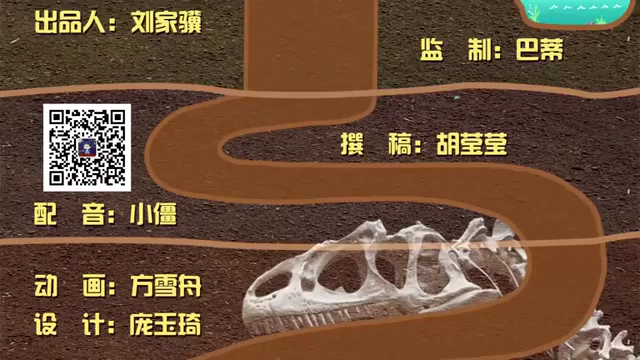 出品人：刘家骥
监 制：巴蒂
撰 稿：胡莹莹
配 音：小僵
动 画：方雪舟
设 计：庞玉琦